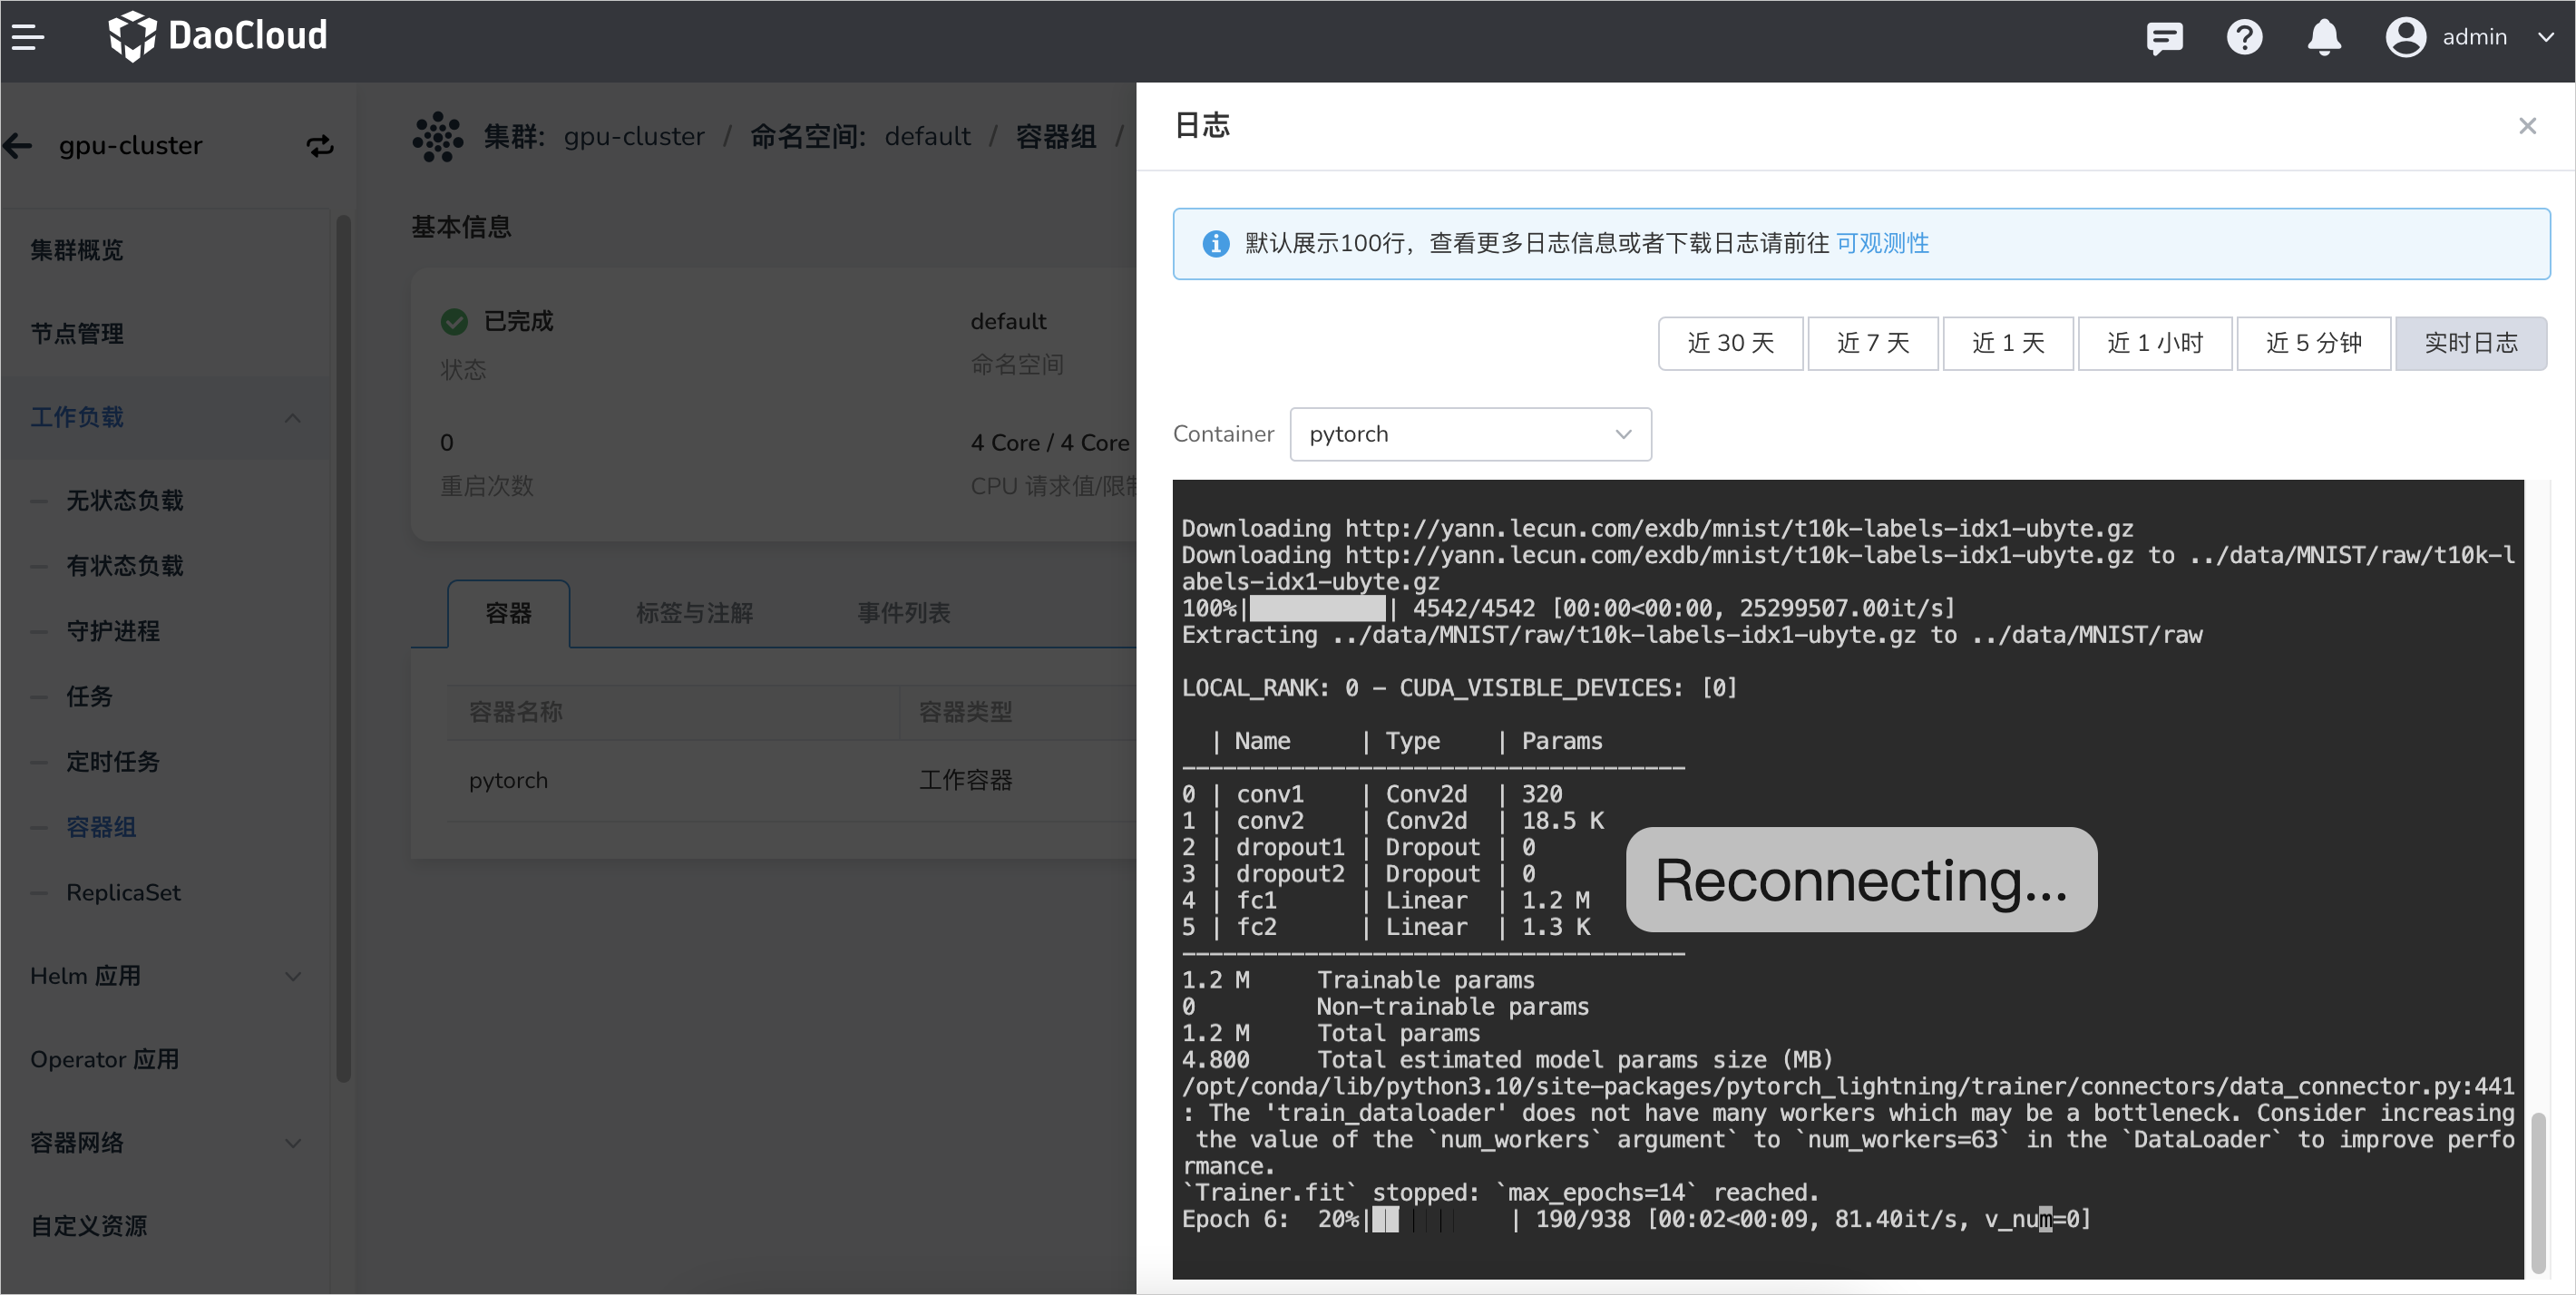 DaoCloud
admin
gpu-cluster
集群概览
节点管理
工作负载
无状态负载
有状态负载
守护进程
任务
定时任务
容器组
ReplicaSet
Helm 应用
Operator 应用
容器网络
自定义资源
集群: gpu-cluster / 命名空间: default / 容器组 /
基本信息
已完成
状态
default
命名空间
0
重启次数
4 Core / 4 Core
CPU 请求值/限制
容器 标签与注解 事件列表
容器名称 容器类型
pytorch 工作容器
日志
默认展示100行，查看更多日志信息或者下载日志请前往 可观测性
近 30 天 近 7 天 近 1 天 近 1 小时 近 5 分钟 实时日志
Container pytorch
Downloading http://yann.lecun.com/exdb/mnist/t10k-labels-idx1-ubyte.gz
Downloading http://yann.lecun.com/exdb/mnist/t10k-labels-idx1-ubyte.gz to ../data/MNIST/raw/t10k-l
abels-idx1-ubyte.gz
100%| | 4542/4542 [00:00<00:00, 25299507.00it/s]
Extracting ../data/MNIST/raw/t10k-labels-idx1-ubyte.gz to ../data/MNIST/raw
LOCAL_RANK: 0 - CUDA_VISIBLE_DEVICES: [0]
| Name | Type | Params
-------------------------------------
0 | conv1 | Conv2d | 320
1 | conv2 | Conv2d | 18.5 K
2 | dropout1 | Dropout | 0
3 | dropout2 | Dropout | 0
4 | fc1 | Linear | 1.2 M
5 | fc2 | Linear | 1.3 K
-------------------------------------
Reconnecting...
1.2 M Trainable params
0 Non-trainable params
1.2 M Total params
4.800 Total estimated model params size (MB)
/opt/conda/lib/python3.10/site-packages/pytorch_lightning/trainer/connectors/data_connector.py:441
: The 'train_dataloader' does not have many workers which may be a bottleneck. Consider increasing
the value of the `num_workers` argument` to `num_workers=63` in the `DataLoader` to improve perfo
rmance.
`Trainer.fit` stopped: `max_epochs=14` reached.
Epoch 6: 20%| | 190/938 [00:02<00:09, 81.40it/s, v_num=0]